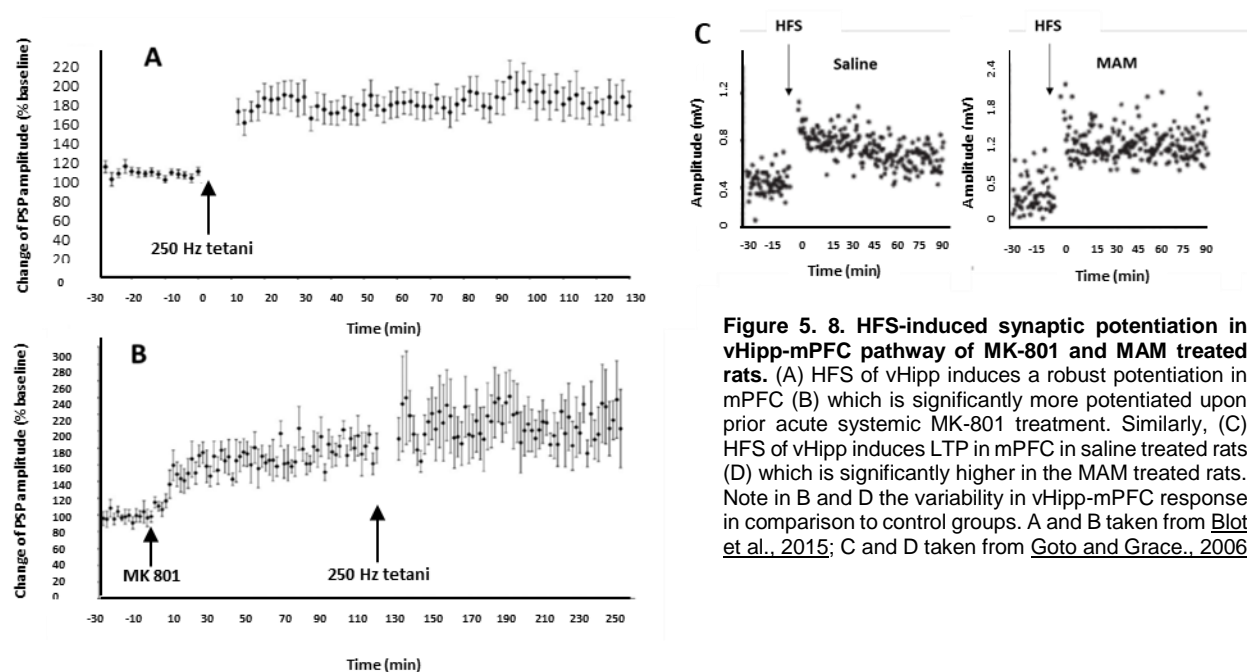 A
Change of PSP amplitude (% baseline)
220
200
180
160
140
120
100
80
60
40
20
0
250 Hz tetani
-30 -20 -10 0 10 20 30 40 50 60 70 80 90 100 110 120 130
Time (min)
B
Change of PSP amplitude (% baseline)
300
280
260
240
220
200
180
160
140
120
100
80
60
40
20
0
MK 801
250 Hz tetani
-30 -10 10 30 50 70 90 110 130 150 170 190 210 230 250
Time (min)
C
HFS
Saline
Amplitude (mV)
1.2
0.8
0.4
0
-30 -15 0 15 30 45 60 75 90
Time (min)
HFS
MAM
Amplitude (mV)
2.4
1.8
1.2
0.5
0
-30 -15 0 15 30 45 60 75 90
Time (min)
Figure 5. 8. HFS-induced synaptic potentiation in
vHipp-mPFC pathway of MK-801 and MAM treated
rats. (A) HFS of vHipp induces a robust potentiation in
mPFC (B) which is significantly more potentiated upon
prior acute systemic MK-801 treatment. Similarly, (C)
HFS of vHipp induces LTP in mPFC in saline treated rats
(D) which is significantly higher in the MAM treated rats.
Note in B and D the variability in vHipp-mPFC response
in comparison to control groups. A and B taken from Blot
et al., 2015; C and D taken from Goto and Grace., 2006